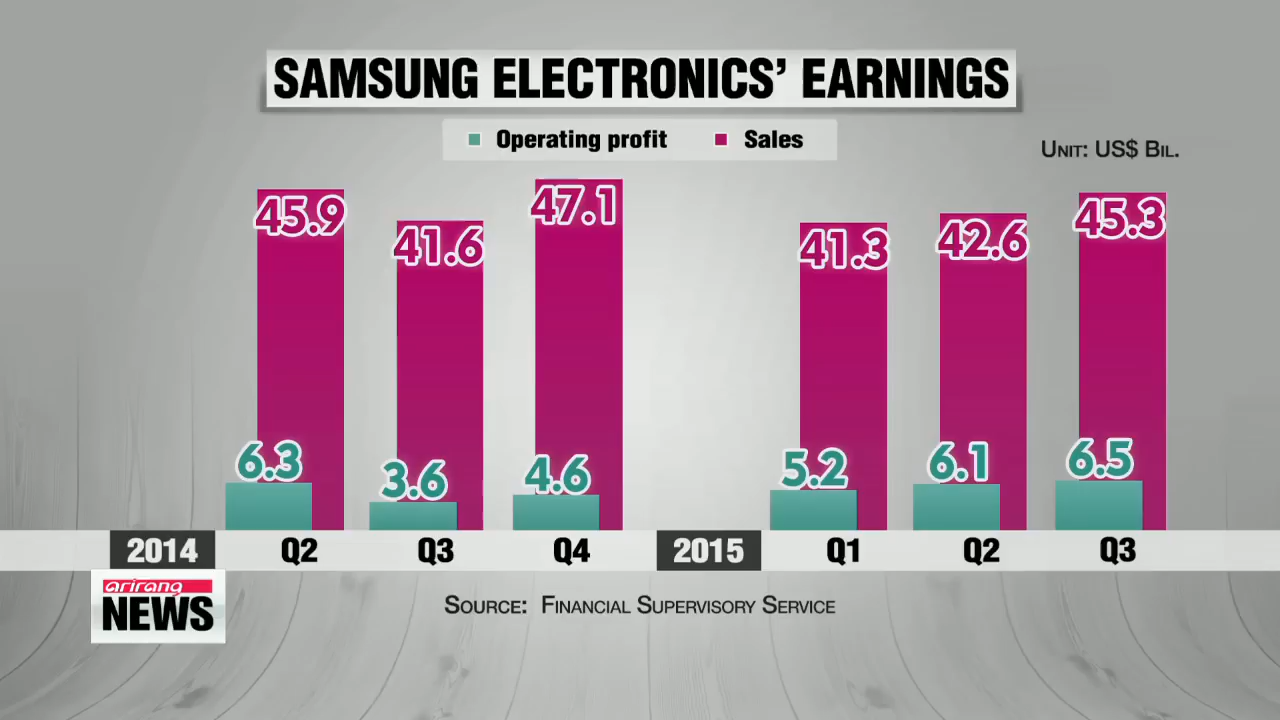 SAMSUNG ELECTRONICS' EARNINGS
Operating profit Sales
UNIT: US$ BIL.
45.9 41.6 47.1 41.3 42.6 45.3
6.3 3.6 4.6 5.2 6.1 6.5
2014 Q2 Q3 Q4 2015 Q1 Q2 Q3
arirang
NEWS
SOURCE: FINANCIAL SUPERVISORY SERVICE